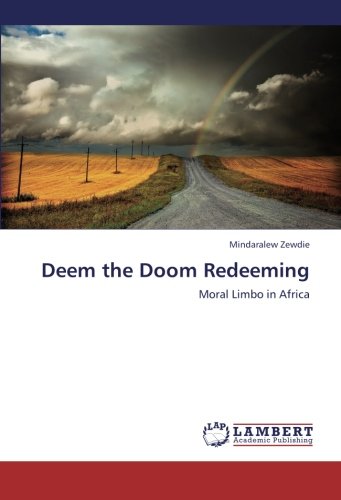 Mindaralew Zewdie
Deem the Doom Redeeming
Moral Limbo in Africa
LAP
LAMBERT
Academic Publishing